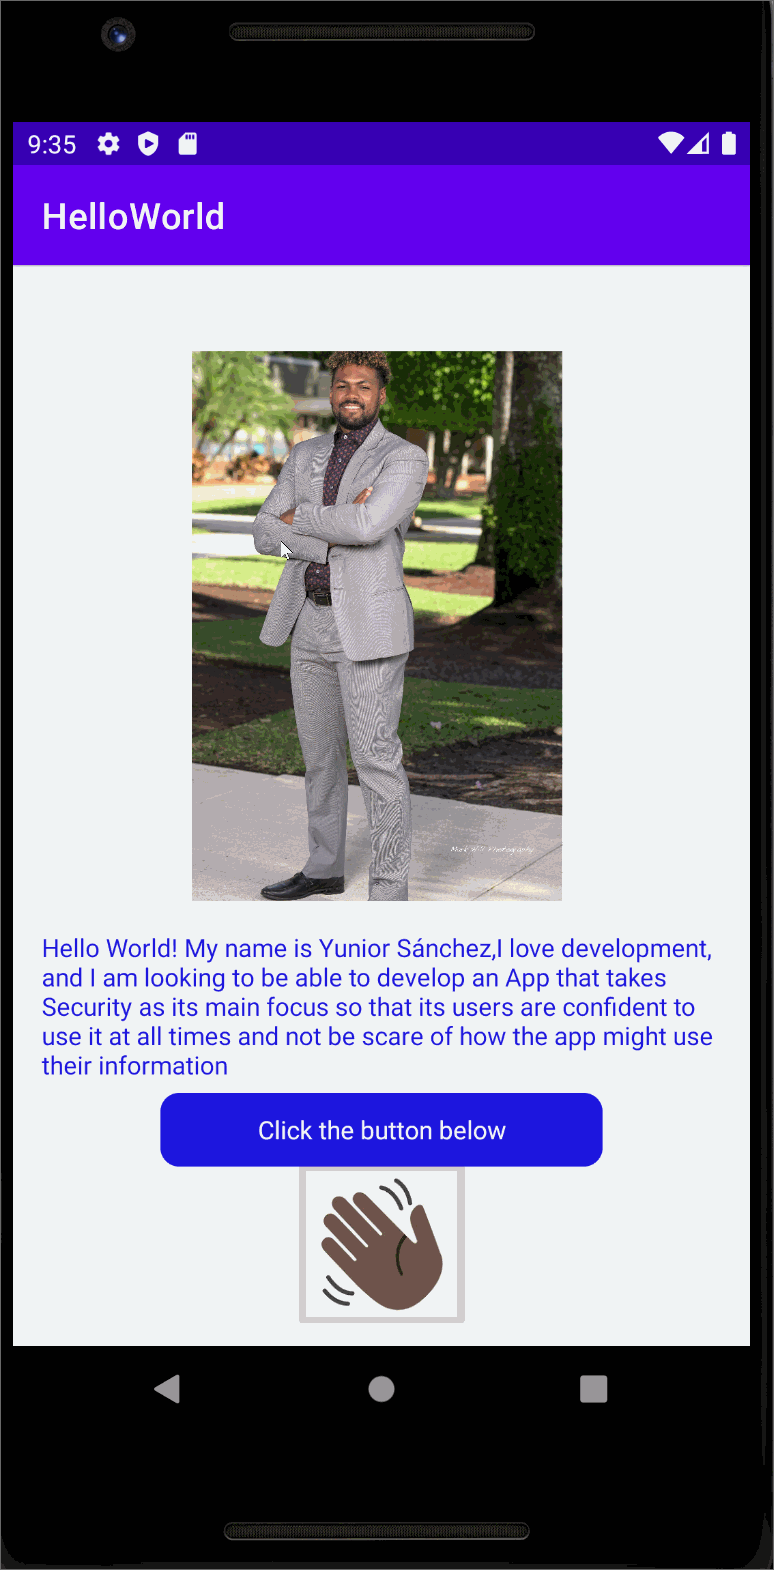 9:35
HelloWorld
Hello World! My name is Yunior Sánchez,I love development,
and I am looking to be able to develop an App that takes
Security as its main focus so that its users are confident to
use it at all times and not be scare of how the app might use
their information
Click the button below